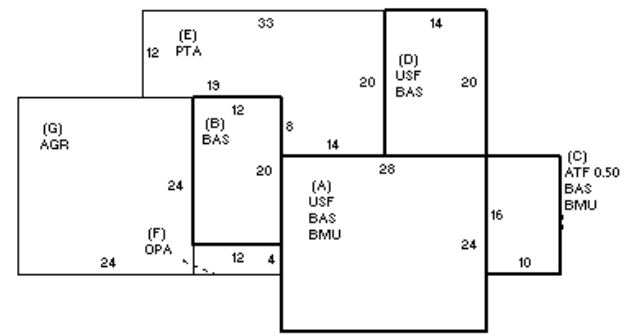 33
14
(E)
PTA
12
(D)
USF
BAS
20
20
19
12
(B)
BAS
8
(G)
AGR
14
28
(C)
ATF 0.50
BAS
BMU
20
24
(A)
USF
BAS
BMU
16
24
(F)
OPA
24
12
4
10